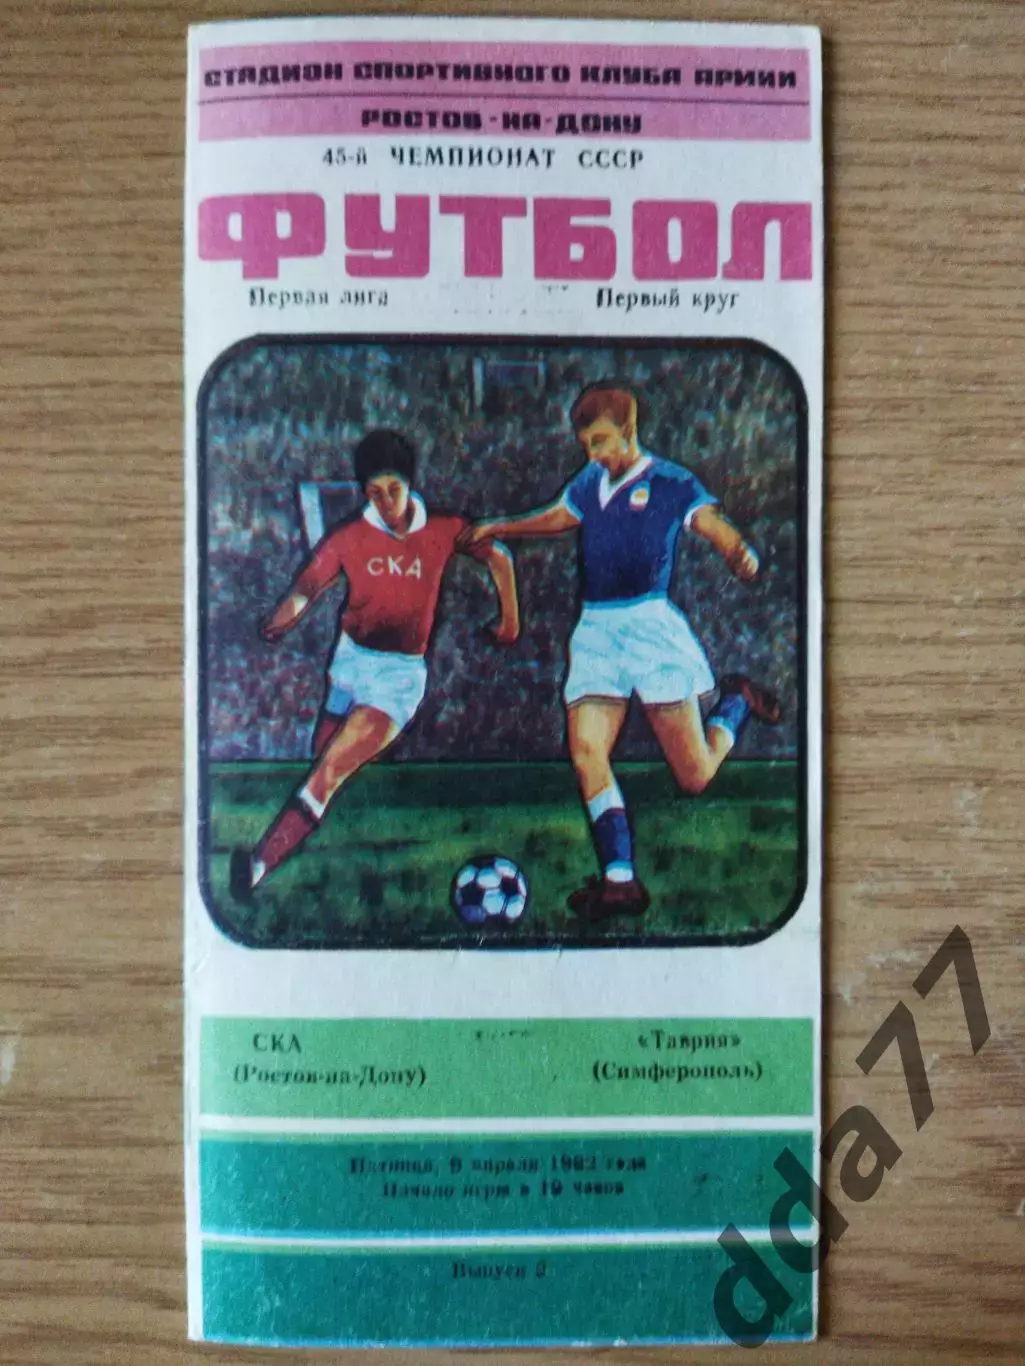 СТАДИОН СПОРТИВНОГО КЛУБА АРМИИ
РОСТОВ-НА-ДОНУ
45-й ЧЕМПИОНАТ СССР
ФУТБОЛ
Первая лига Первый круг
СКА
СКА «Таврия»
(Ростов-на-Дону) (Симферополь)
Пятница, 9 апреля 1982 года
Начало игры в 19 часов
Выпуск 2
dda77